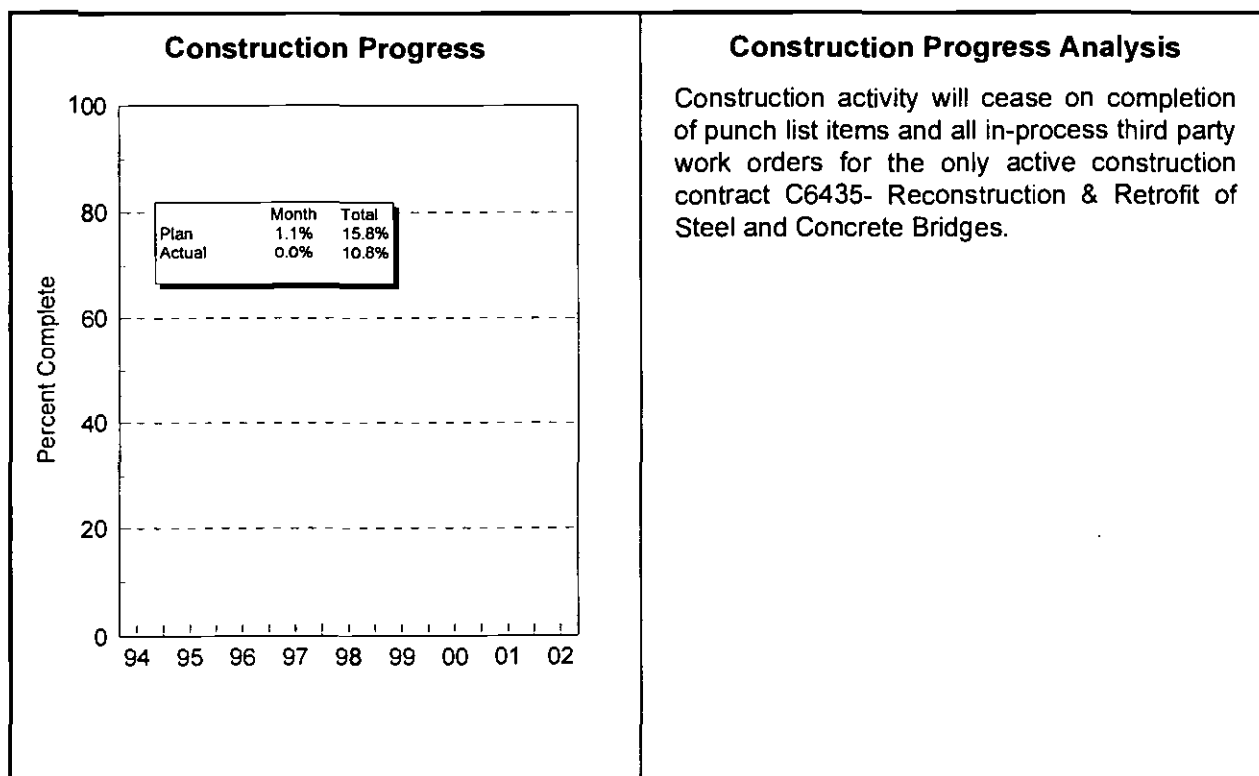 Construction Progress
100
80
60
40
20
0
Percent Complete
Month Total
Plan 1.1% 15.8%
Actual 0.0% 10.8%
94 95 96 97 98 99 00 01 02
Construction Progress Analysis
Construction activity will cease on completion
of punch list items and all in-process third party
work orders for the only active construction
contract C6435- Reconstruction & Retrofit of
Steel and Concrete Bridges.